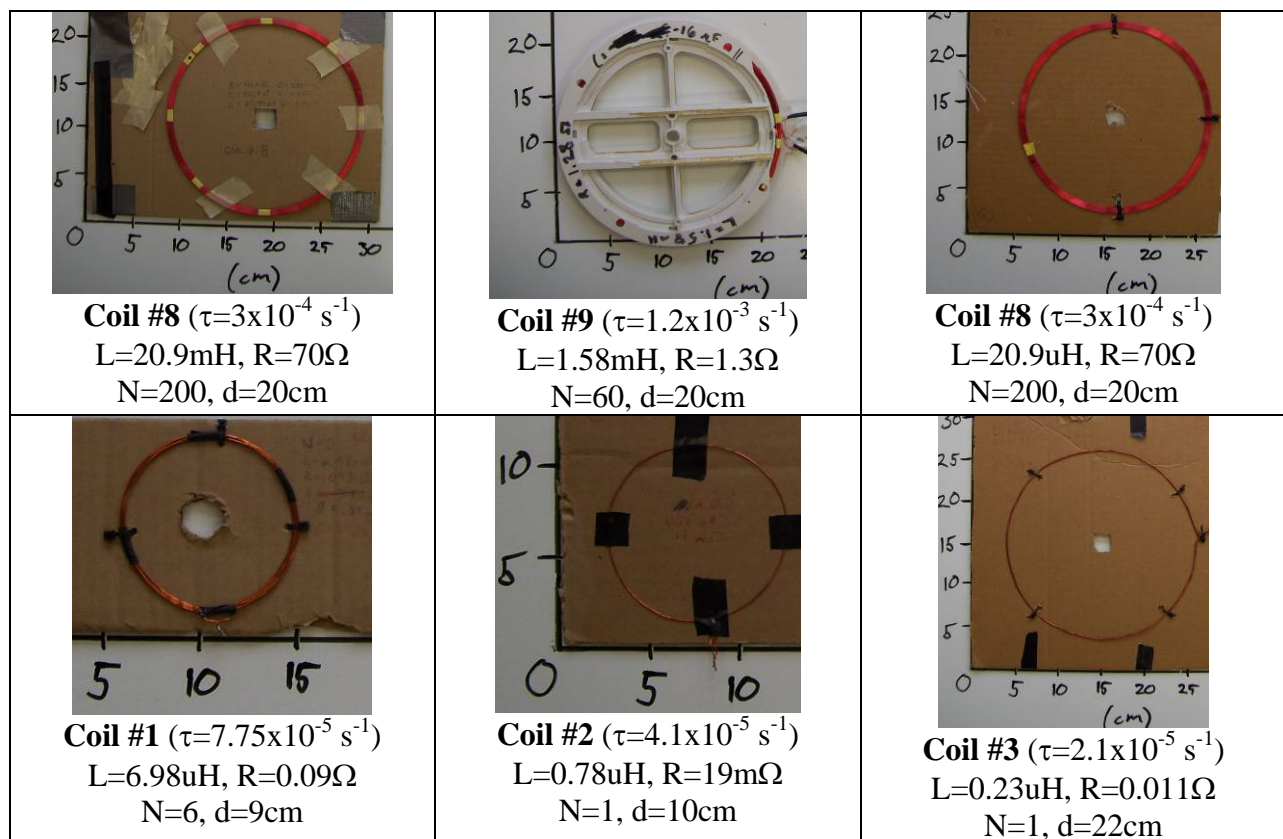 20
15
10
5
0 5 10 15 20 25 30
(cm)
Coil #8 (τ=3x10-4 s-1)
L=20.9mH, R=70Ω
N=200, d=20cm
20
15
10
5
R=1.28Ω
L=1.58mH
0 5 10 15 20
(cm)
Coil #9 (τ=1.2x10-3 s-1)
L=1.58mH, R=1.3Ω
N=60, d=20cm
25
20
15
10
5
0 5 10 15 20 25
(cm)
Coil #8 (τ=3x10-4 s-1)
L=20.9uH, R=70Ω
N=200, d=20cm
5 10 15
Coil #1 (τ=7.75x10-5 s-1)
L=6.98uH, R=0.09Ω
N=6, d=9cm
10
5
0 5 10
Coil #2 (τ=4.1x10-5 s-1)
L=0.78uH, R=19mΩ
N=1, d=10cm
30
25
20
15
10
5
0 5 10 15 20 25
(cm)
Coil #3 (τ=2.1x10-5 s-1)
L=0.23uH, R=0.011Ω
N=1, d=22cm